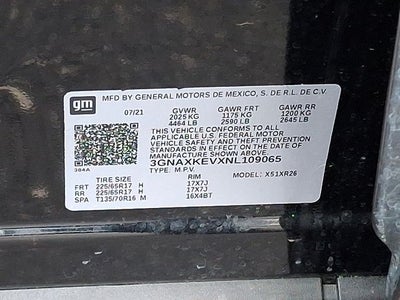 gm MFD BY GENERAL MOTORS DE MEXICO, S. DE R.L. DE C.V.
07/21 GVWR GAWR FRT GAWR RR
2025 KG 1175 KG 1200 KG
4464 LB 2590 LB 2645 LB
THIS VEHICLE CONFORMS TO ALL
APPLICABLE U.S. FEDERAL MOTOR
VEHICLE SAFETY AND THEFT PREVENTION
STANDARDS IN EFFECT ON THE DATE OF
MANUFACTURE SHOWN ABOVE.
3GNAXKEVXNL109065
384A TYPE: M.P.V. MODEL: X51XR26
TIRE SIZE RIM
FRT 225/65R17 H 17X7J
RR 225/65R17 H 17X7J
SPA T135/70R16 M 16X4BT